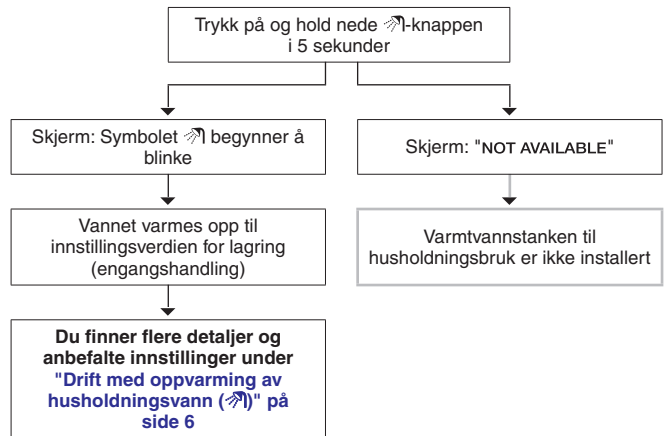 Trykk på og hold nede -knappen
i 5 sekunder
Skjerm: Symbolet begynner å
blinke
Skjerm: "NOT AVAILABLE"
Vannet varmes opp til
innstillingsverdien for lagring
(engangshandling)
Varmtvannstanken til
husholdningsbruk er ikke installert
Du finner flere detaljer og
anbefalte innstillinger under
"Drift med oppvarming av
husholdningsvann ()" på
side 6